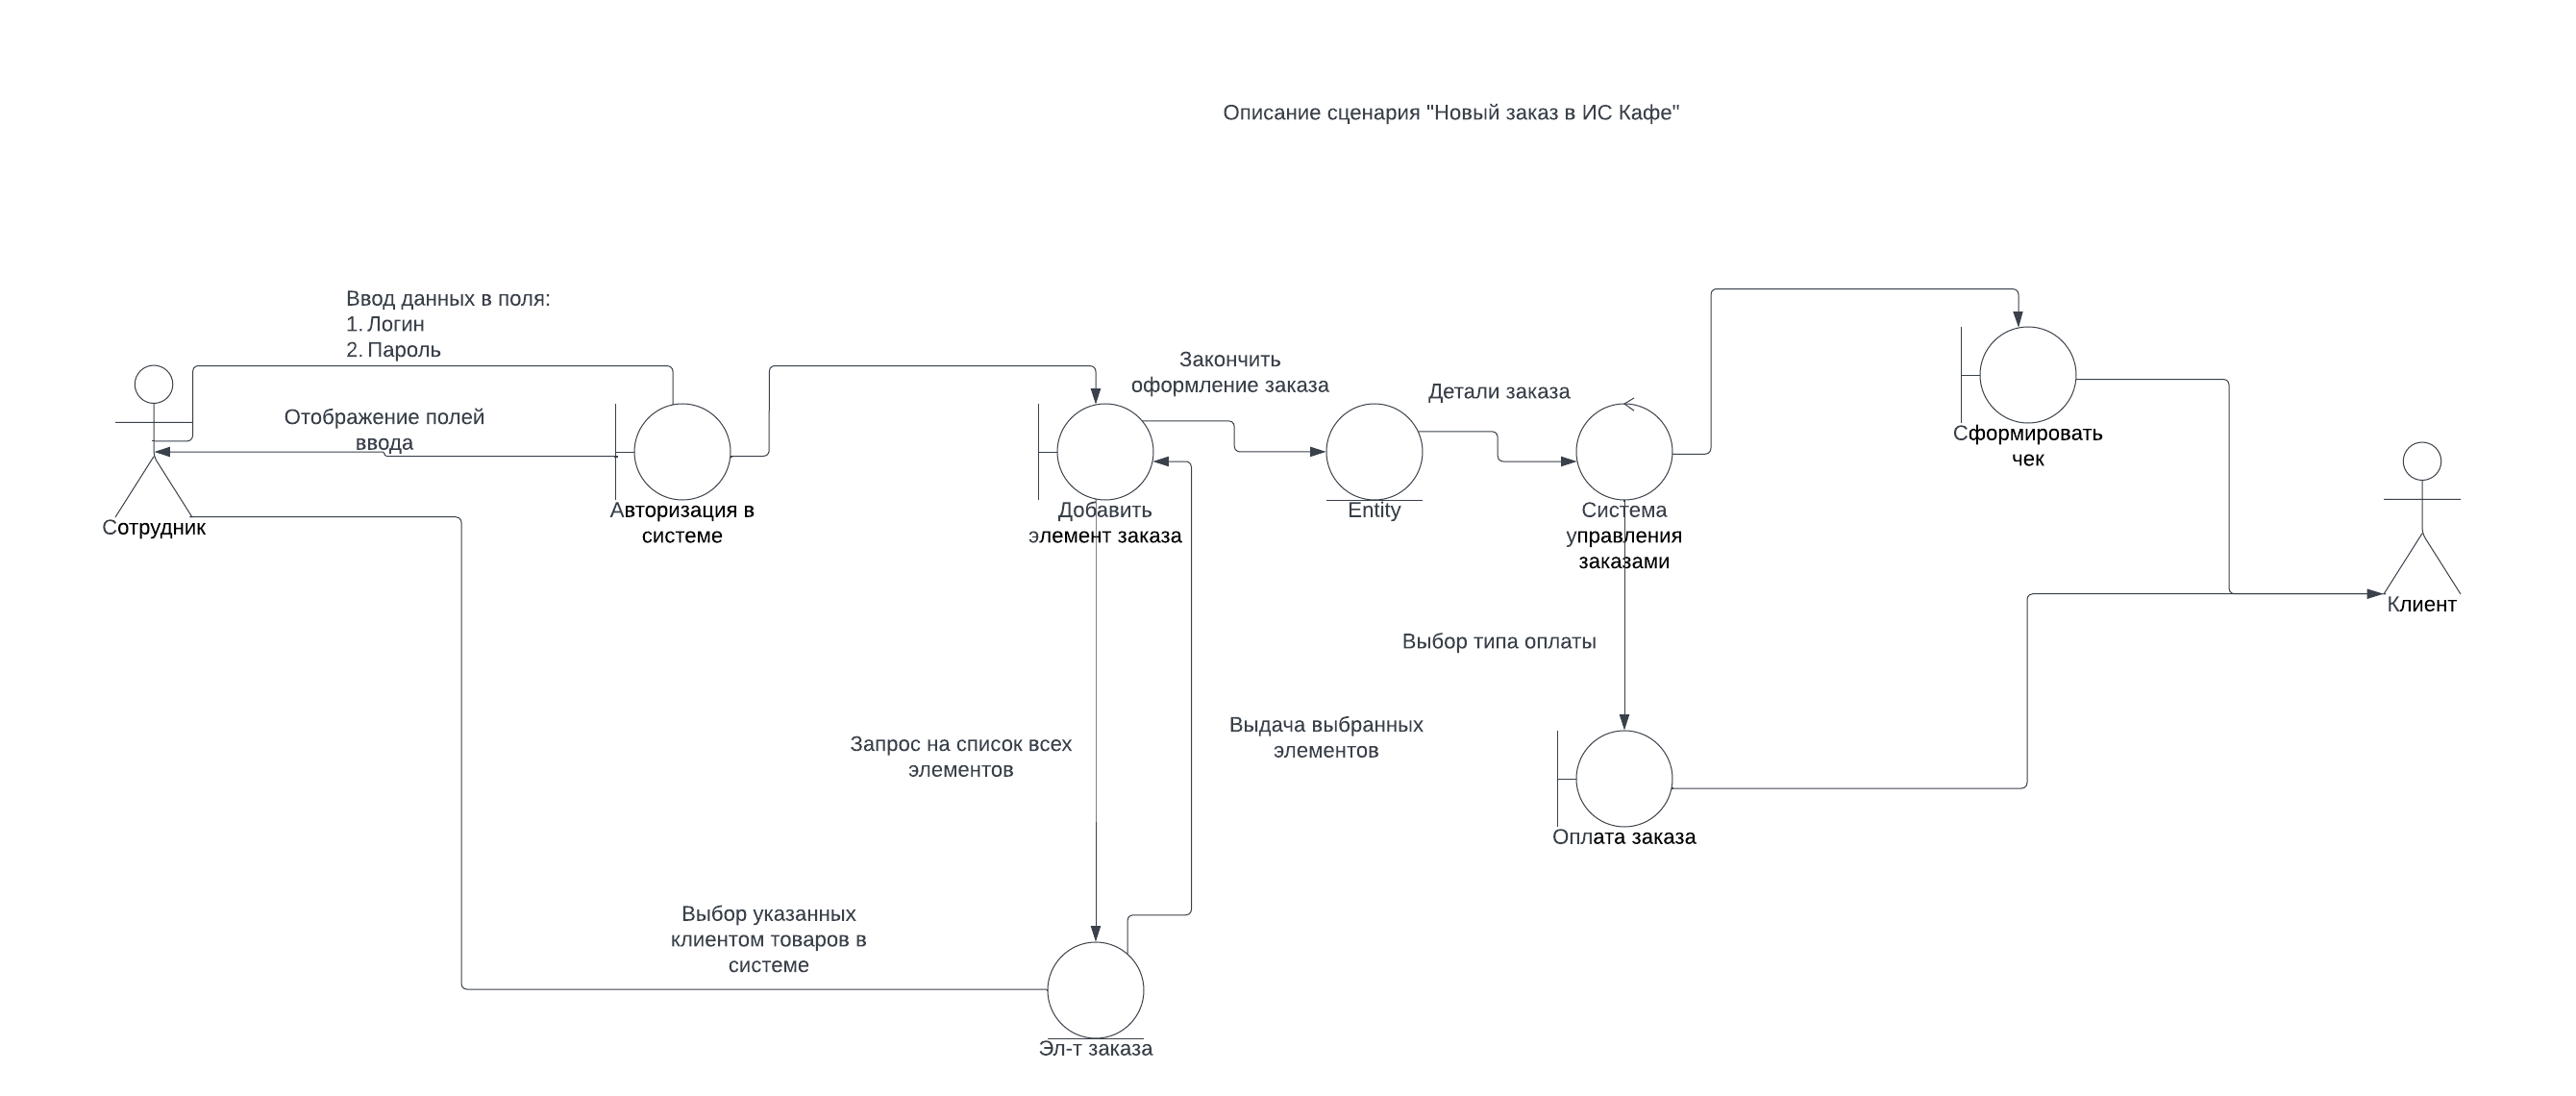 Описание сценария "Новый заказ в ИС Кафе"
Ввод данных в поля:
1. Логин
2. Пароль
Отображение полей
ввода
Сотрудник
Авторизация в
системе
Закончить
оформление заказа
Детали заказа
Добавить
элемент заказа
Entity
Система
управления
заказами
Сформировать
чек
Клиент
Выбор типа оплаты
Запрос на список всех
элементов
Выдача выбранных
элементов
Оплата заказа
Выбор указанных
клиентом товаров в
системе
Эл-т заказа